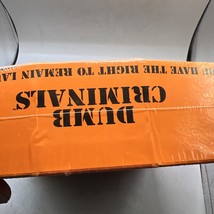 DUMB
CRIMINALS
HAVE THE RIGHT TO REMAIN